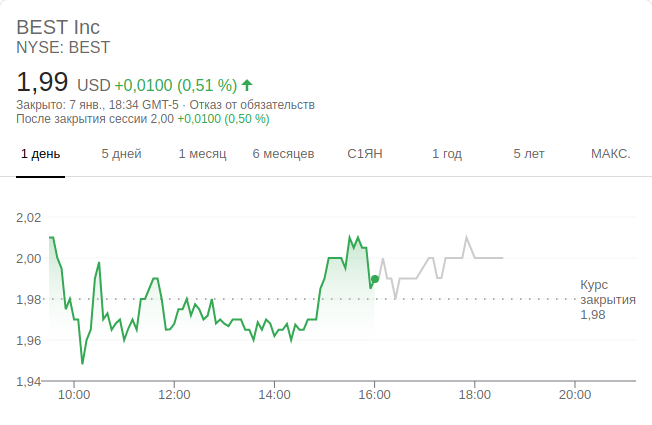 BEST Inc
NYSE: BEST
1,99 USD +0,0100 (0,51 %)
Закрыто: 7 янв., 18:34 GMT-5 · Отказ от обязательств
После закрытия сессии 2,00 +0,0100 (0,50 %)
1 день 5 дней 1 месяц 6 месяцев С1ЯН 1 год 5 лет МАКС.
2,02
2,00
1,98
1,96
1,94
Курс
закрытия
1,98
10:00 12:00 14:00 16:00 18:00 20:00